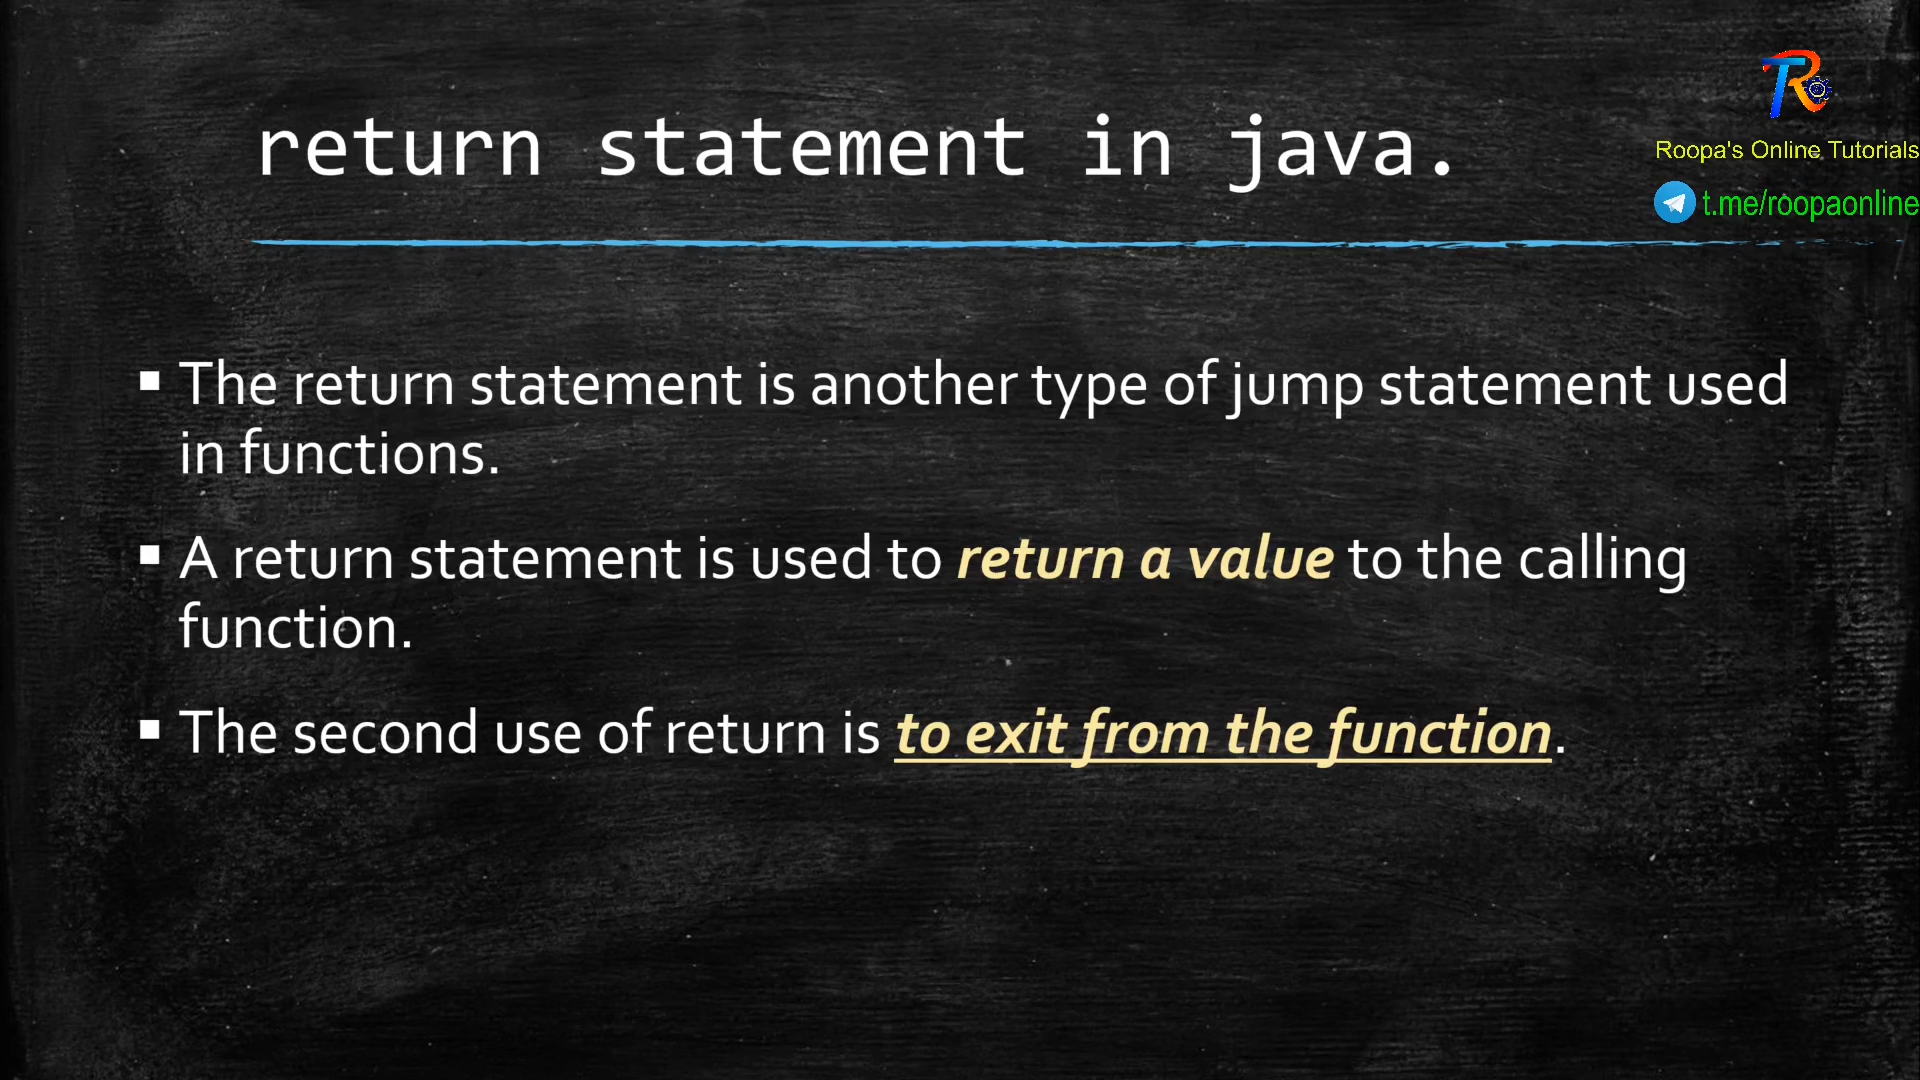 return statement in java.
Roopa's Online Tutorials
t.me/roopaonline
▪ The return statement is another type of jump statement used
in functions.
▪ A return statement is used to return a value to the calling
function.
▪ The second use of return is to exit from the function.